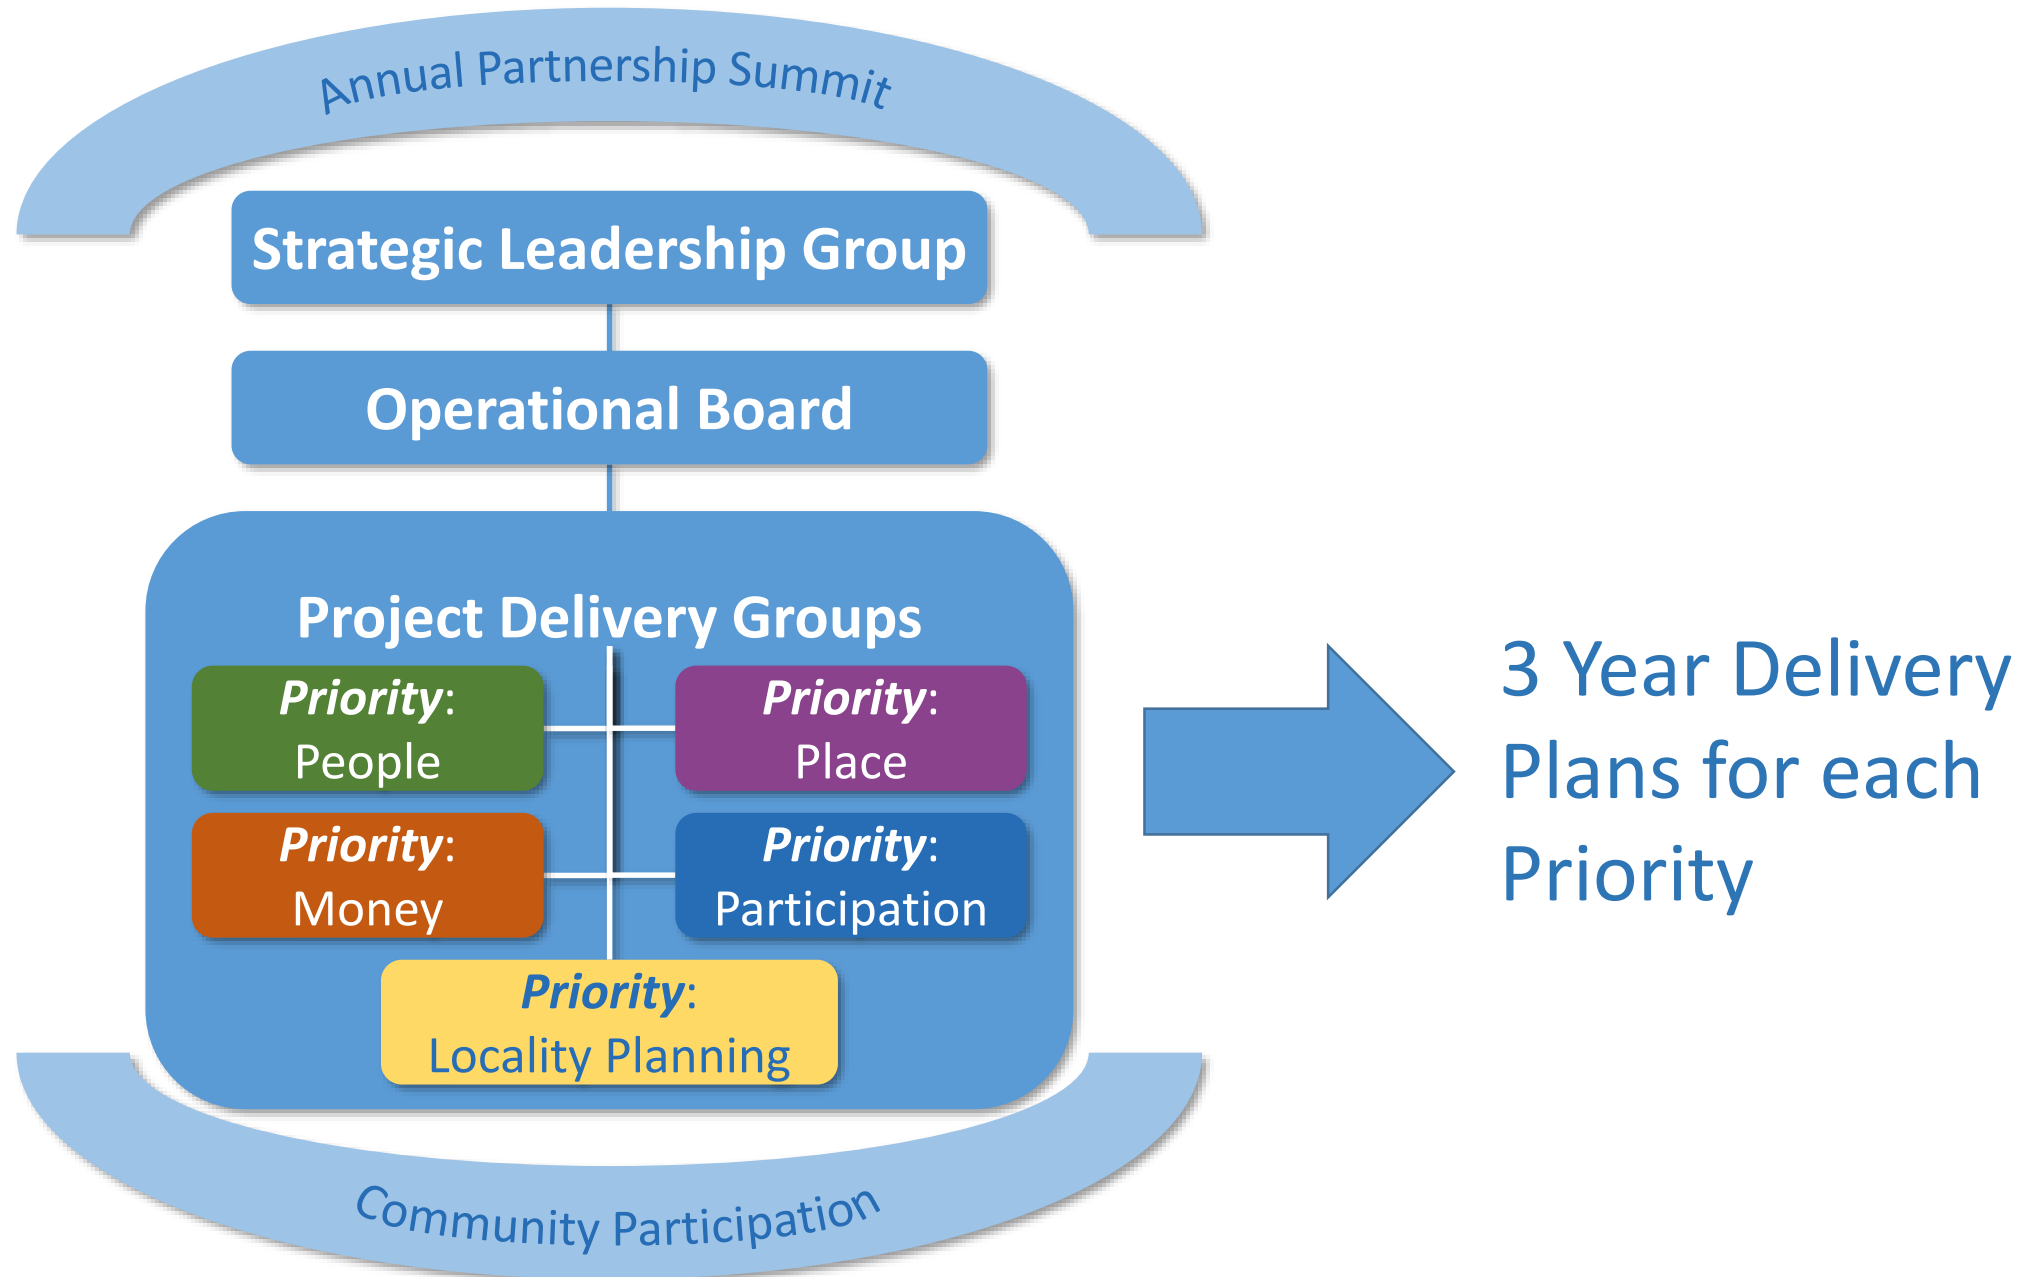 Annual Partnership Summit
Strategic Leadership Group
Operational Board
Project Delivery Groups
Priority:
People
Priority:
Place
Priority:
Money
Priority:
Participation
Priority:
Locality Planning
Community Participation
3 Year Delivery
Plans for each
Priority